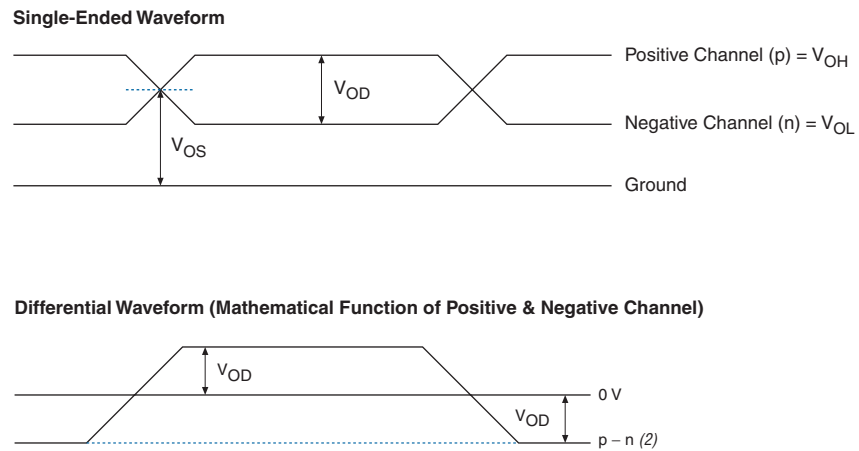 Single-Ended Waveform
Positive Channel (p) = VOH
VOD
Negative Channel (n) = VOL
VOS
Ground
Differential Waveform (Mathematical Function of Positive & Negative Channel)
VOD
0 V
VOD
p – n (2)